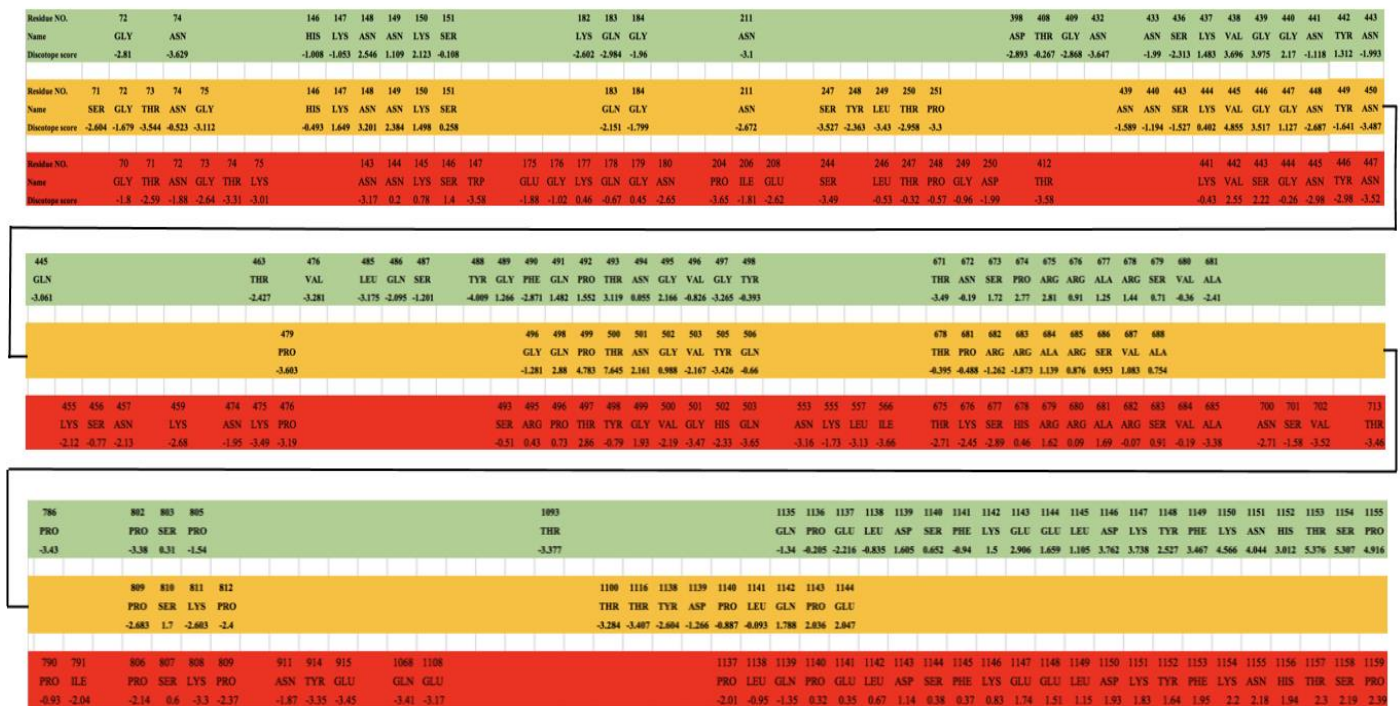 Residue NO. 72 74 146 147 148 149 150 151 182 183 184 211 398 408 409 432 433 436 437 438 439 440 441 442 443
Name GLY ASN HIS LYS ASN ASN LYS SER LYS GLN GLY ASN ASP THR GLY ASN ASN SER LYS VAL GLY GLY ASN TYR ASN
Discotope score -2.81 -3.629 -1.008 -1.053 2.546 1.109 2.123 -0.108 -2.602 -2.984 -1.96 -3.1 -2.893 -0.267 -2.868 -3.647 -1.99 -2.313 1.483 3.696 3.975 2.17 -1.118 1.312 -1.993
Residue NO. 71 72 73 74 75 146 147 148 149 150 151 183 184 211 247 248 249 250 251 439 440 443 444 445 446 447 448 449 450
Name SER GLY THR ASN GLY HIS LYS ASN ASN LYS SER GLN GLY ASN SER TYR LEU THR PRO ASN ASN SER LYS VAL GLY GLY ASN TYR ASN
Discotope score -2.604 -1.679 -3.544 -0.523 -3.112 -0.493 1.649 3.201 2.384 1.498 0.258 -2.151 -1.799 -2.672 -3.527 -2.363 -3.43 -2.958 -3.3 -1.589 -1.194 -1.527 0.402 4.855 3.517 1.127 -2.687 -1.641 -3.487
Residue NO. 70 71 72 73 74 75 143 144 145 146 147 175 176 177 178 179 180 204 206 208 244 246 247 248 249 250 412 441 442 443 444 445 446 447
Name GLY THR ASN GLY THR LYS ASN ASN LYS SER TRP GLU GLY LYS GLN GLY ASN PRO ILE GLU SER LEU THR PRO GLY ASP THR LYS VAL SER GLY ASN TYR ASN
Discotope score -1.8 -2.59 -1.88 -2.64 -3.31 -3.01 -3.17 0.2 0.78 1.4 -3.58 -1.88 -1.02 0.46 -0.67 0.45 -2.65 -3.65 -1.81 -2.62 -3.49 -0.53 -0.32 -0.57 -0.96 -1.99 -3.58 -0.43 2.55 2.22 -0.26 -2.98 -2.98 -3.52
445 463 476 485 486 487 488 489 490 491 492 493 494 495 496 497 498 671 672 673 674 675 676 677 678 679 680 681
GLN THR VAL LEU GLN SER TYR GLY PHE GLN PRO THR ASN GLY VAL GLY TYR THR ASN SER PRO ARG ARG ALA ARG SER VAL ALA
-3.061 -2.427 -3.281 -3.175 -2.095 -1.201 -4.009 1.266 -2.871 1.482 1.552 3.119 0.055 2.166 -0.826 -3.265 -0.393 -3.49 -0.19 1.72 2.77 2.81 0.91 1.25 1.44 0.71 -0.36 -2.41
479 496 498 499 500 501 502 503 505 506 678 681 682 683 684 685 686 687 688
PRO GLY GLN PRO THR ASN GLY VAL TYR GLN THR PRO ARG ARG ALA ARG SER VAL ALA
-3.603 -1.281 2.88 4.783 7.645 2.161 0.988 -2.167 -3.426 -0.66 -0.395 -0.488 -1.262 -1.873 1.139 0.876 0.953 1.083 0.754
455 456 457 459 474 475 476 493 495 496 497 498 499 500 501 502 503 553 555 557 566 675 676 677 678 679 680 681 682 683 684 685 700 701 702 713
LYS SER ASN LYS ASN LYS PRO SER ARG PRO THR TYR GLY VAL GLY HIS GLN ASN LYS LEU ILE THR LYS SER HIS ARG ARG ALA ARG SER VAL ALA ASN SER VAL THR
-2.12 -0.77 -2.13 -2.68 -1.95 -3.49 -3.19 -0.51 0.43 0.73 2.86 -0.79 1.93 -2.19 -3.47 -2.33 -3.65 -3.16 -1.73 -3.13 -3.66 -2.71 -2.45 -2.89 0.46 1.62 0.09 1.69 -0.07 0.91 -0.19 -3.38 -2.71 -1.58 -3.52 -3.46
786 802 803 805 1093 1135 1136 1137 1138 1139 1140 1141 1142 1143 1144 1145 1146 1147 1148 1149 1150 1151 1152 1153 1154 1155
PRO PRO SER PRO THR GLN PRO GLU LEU ASP SER PHE LYS GLU GLU LEU ASP LYS TYR PHE LYS ASN HIS THR SER PRO
-3.43 -3.38 0.31 -1.54 -3.377 -1.34 -0.205 -2.216 -0.835 1.605 0.652 -0.94 1.5 2.906 1.659 1.105 3.762 3.738 2.527 3.467 4.566 4.044 3.012 5.376 5.307 4.916
809 810 811 812 1100 1116 1138 1139 1140 1141 1142 1143 1144
PRO SER LYS PRO THR THR TYR ASP PRO LEU GLN PRO GLU
-2.683 1.7 -2.603 -2.4 -3.284 -3.407 -2.604 -1.266 -0.887 -0.093 1.788 2.036 2.047
790 791 806 807 808 809 911 914 915 1068 1108 1137 1138 1139 1140 1141 1142 1143 1144 1145 1146 1147 1148 1149 1150 1151 1152 1153 1154 1155 1156 1157 1158 1159
PRO ILE PRO SER LYS PRO ASN TYR GLU GLN GLU PRO LEU GLN PRO GLU LEU ASP SER PHE LYS GLU GLU LEU ASP LYS TYR PHE LYS ASN HIS THR SER PRO
-0.93 -2.04 -2.14 0.6 -3.3 -2.37 -1.87 -3.35 -3.45 -3.41 -3.17 -2.01 -0.95 -1.35 0.32 0.35 0.67 1.14 0.38 0.37 0.83 1.74 1.51 1.15 1.93 1.83 1.64 1.95 2.2 2.18 1.94 2.3 2.19 2.39